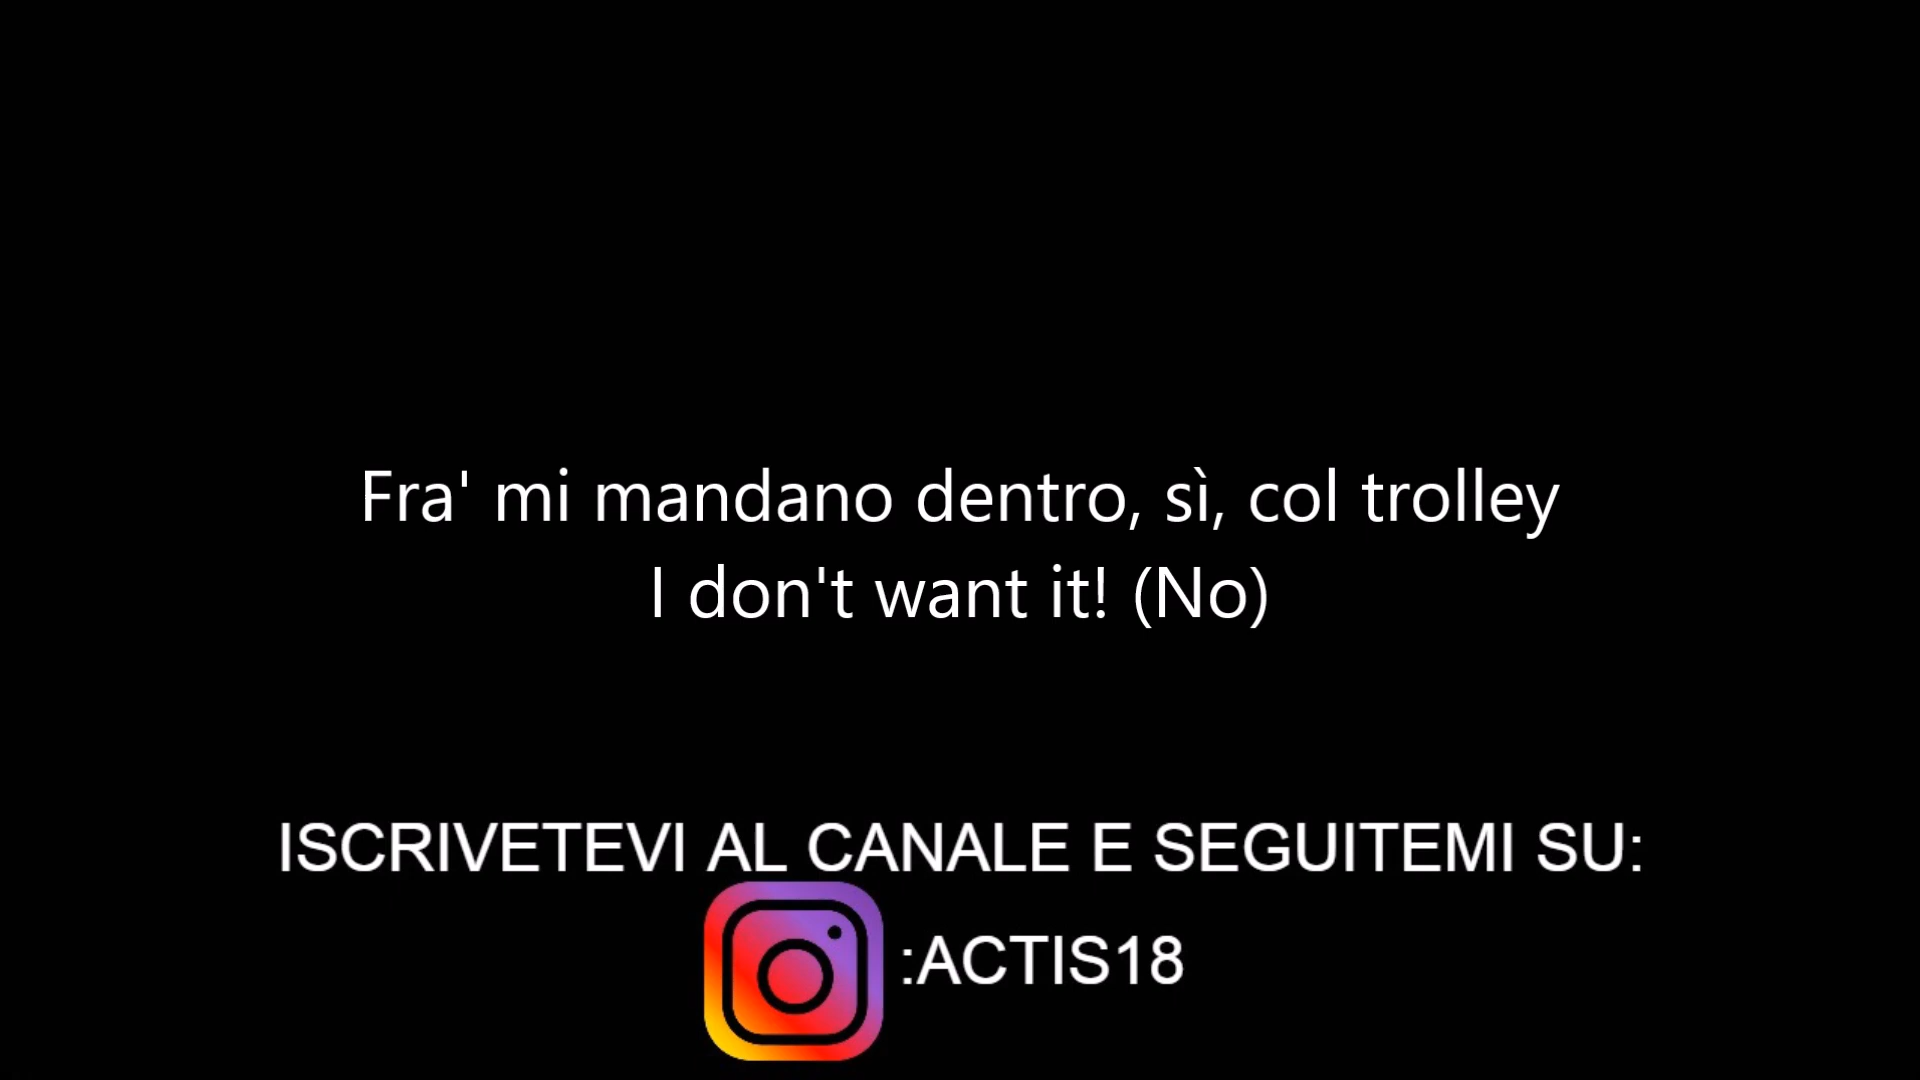 Fra' mi mandano dentro, sì, col trolley
I don't want it! (No)
ISCRIVETEVI AL CANALE E SEGUITEMI SU:
:ACTIS18